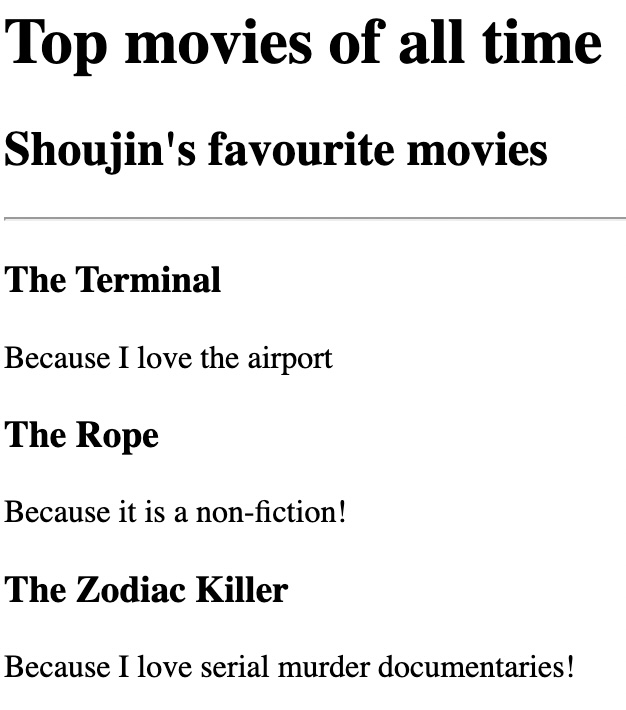 Top movies of all time
Shoujin's favourite movies
The Terminal
Because I love the airport
The Rope
Because it is a non-fiction!
The Zodiac Killer
Because I love serial murder documentaries!